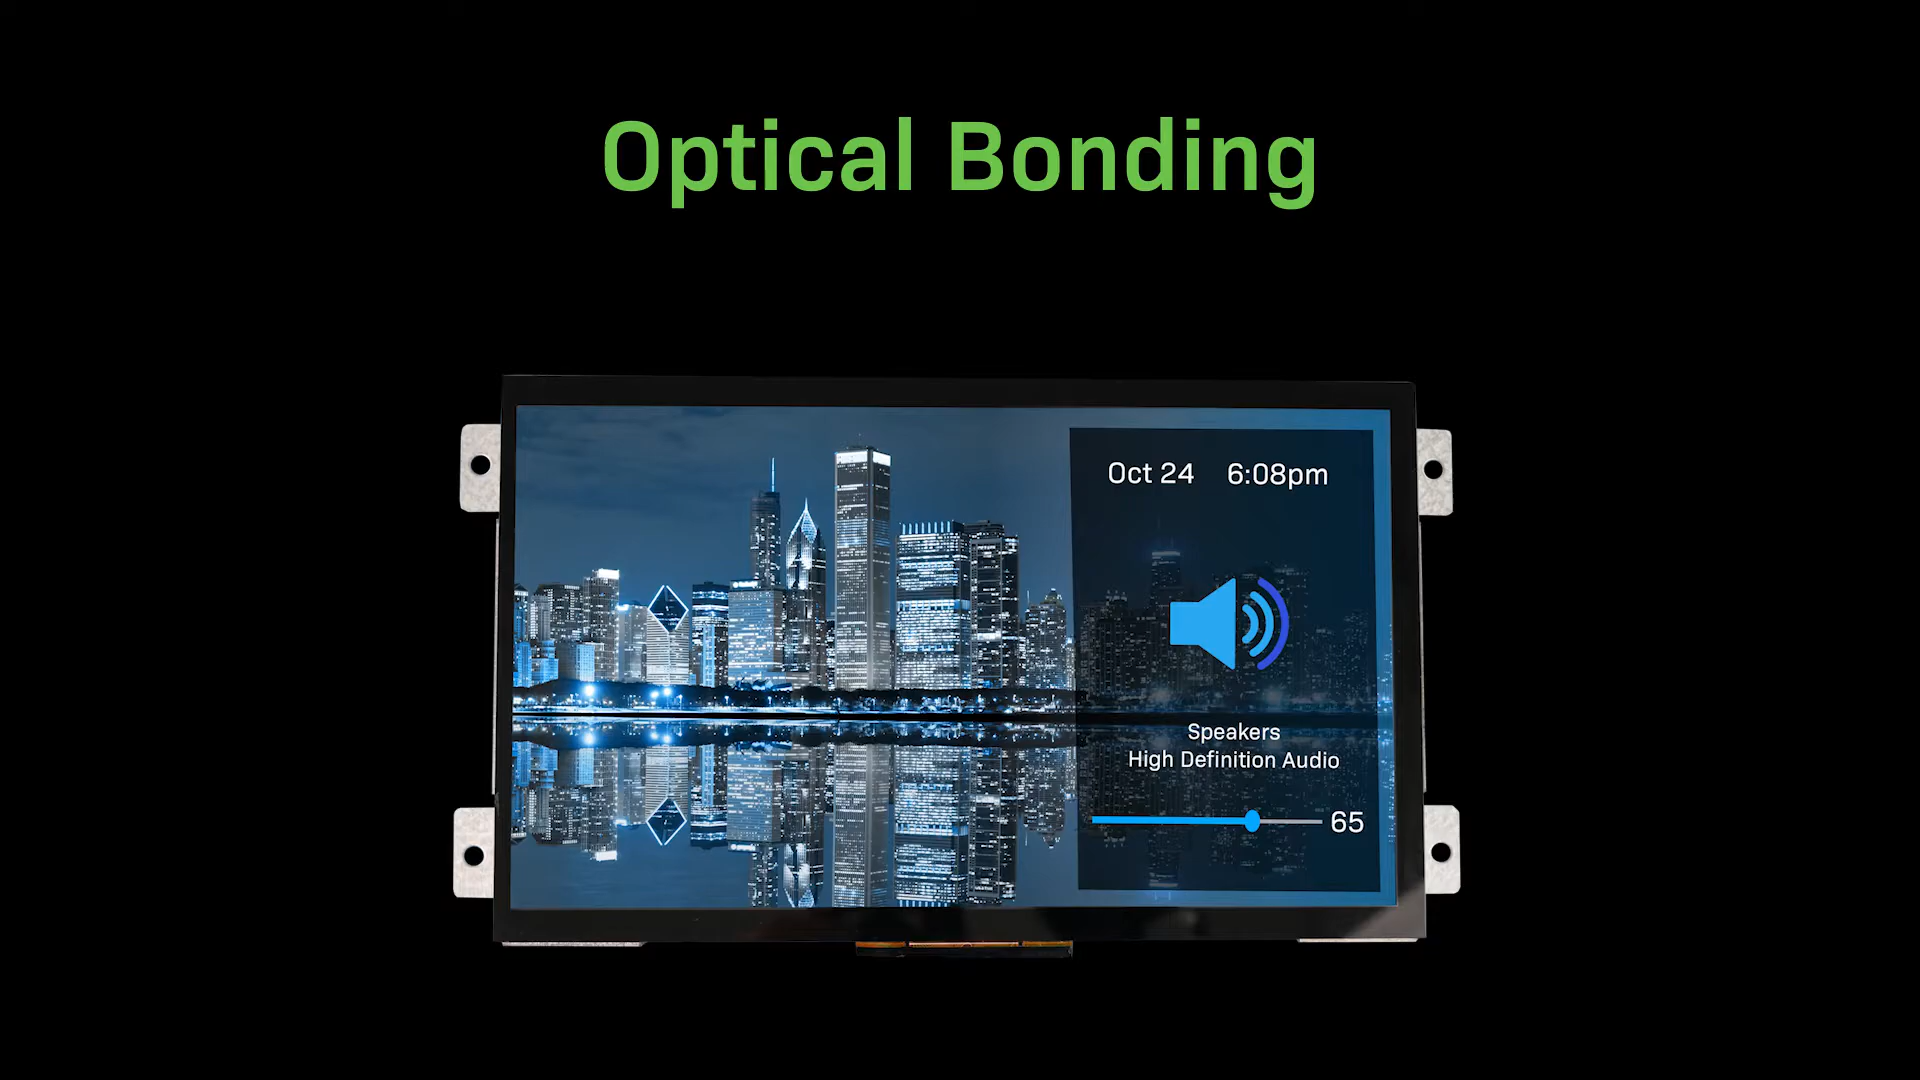 Optical Bonding
Oct 24 6:08pm
Speakers
High Definition Audio
65